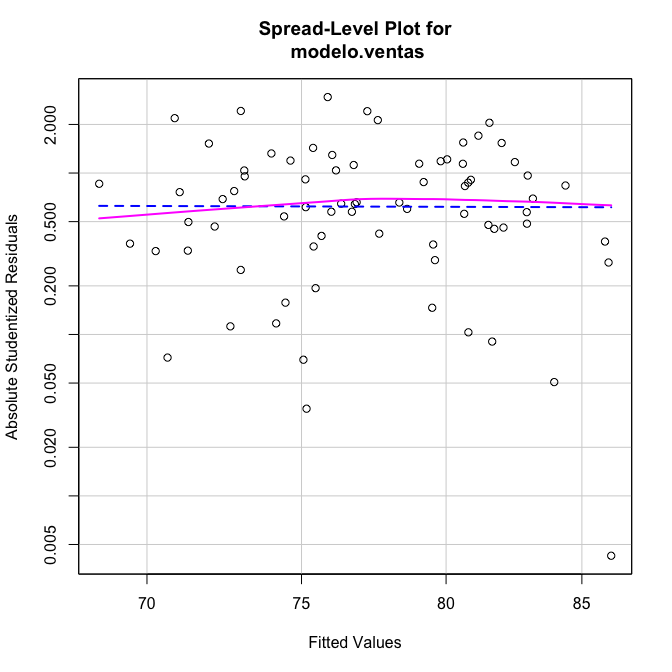 Spread-Level Plot for
modelo.ventas
Absolute Studentized Residuals
2.000
0.500
0.200
0.050
0.020
0.005
70 75 80 85
Fitted Values